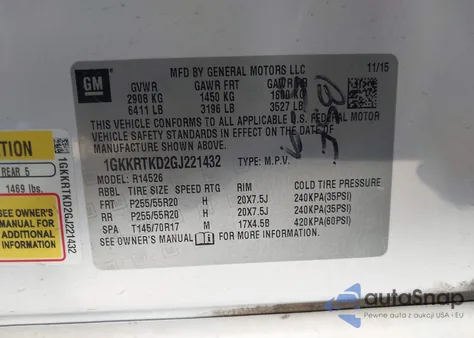 GM
MFD BY GENERAL MOTORS LLC
11/15
GVWR GAWR FRT GAWR RR
2908 KG 1450 KG 1600 KG
6411 LB 3196 LB 3527 LB
THIS VEHICLE CONFORMS TO ALL APPLICABLE U.S. FEDERAL MOTOR
VEHICLE SAFETY STANDARDS IN EFFECT ON THE DATE OF
MANUFACTURE SHOWN ABOVE.
1GKKRTKD2GJ221432 TYPE: M.P.V.
MODEL: R14526
RBBL TIRE SIZE SPEED RTG RIM COLD TIRE PRESSURE
FRT P255/55R20 H 20X7.5J 240KPA(35PSI)
RR P255/55R20 H 20X7.5J 240KPA(35PSI)
SPA T145/70R17 M 17X4.5B 420KPA(60PSI)
SEE OWNER'S MANUAL FOR MORE INFORMATION.
TION
REAR 5
1469 lbs.
SEE OWNER'S
MANUAL FOR
ADDITIONAL
INFORMATION
1GKKRTKD2GJ221432
autoSnap
Pewne auta z aukcji USA i EU